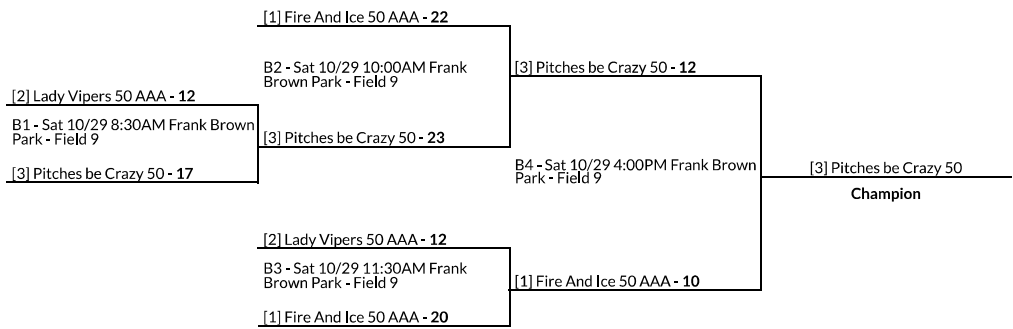 [1] Fire And Ice 50 AAA - 22
B2 - Sat 10/29 10:00AM Frank
Brown Park - Field 9
[3] Pitches be Crazy 50 - 12
[2] Lady Vipers 50 AAA - 12
B1 - Sat 10/29 8:30AM Frank Brown
Park - Field 9
[3] Pitches be Crazy 50 - 23
[3] Pitches be Crazy 50 - 17
B4 - Sat 10/29 4:00PM Frank Brown
Park - Field 9
[3] Pitches be Crazy 50
Champion
[2] Lady Vipers 50 AAA - 12
B3 - Sat 10/29 11:30AM Frank
Brown Park - Field 9
[1] Fire And Ice 50 AAA - 10
[1] Fire And Ice 50 AAA - 20